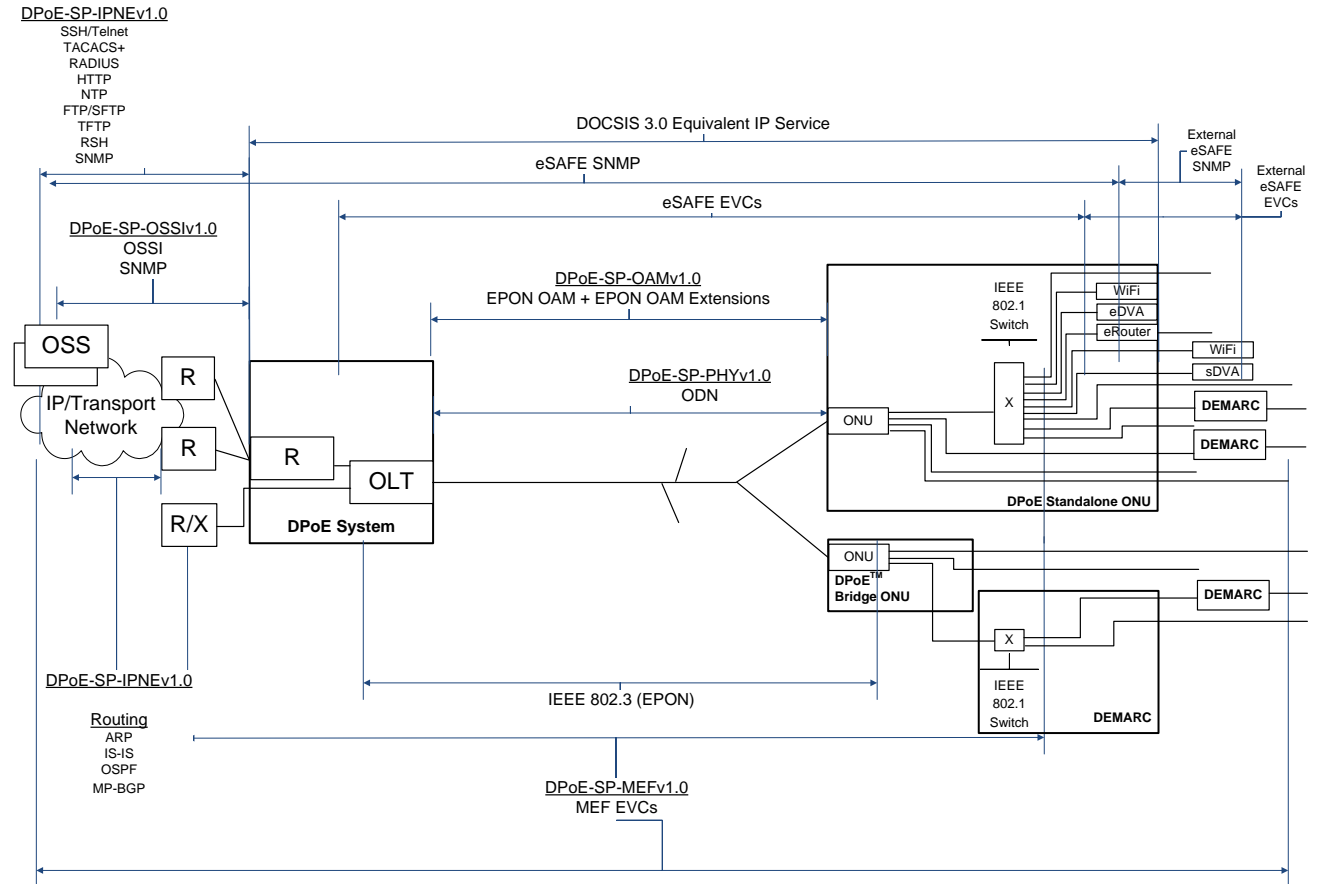 DPoE-SP-IPNEv1.0
SSH/Telnet
TACACS+
RADIUS
HTTP
NTP
FTP/SFTP
TFTP
RSH
SNMP
DOCSIS 3.0 Equivalent IP Service
eSAFE SNMP
External
eSAFE
SNMP
External
eSAFE
EVCs
eSAFE EVCs
DPoE-SP-OSSIv1.0
OSSI
SNMP
DPoE-SP-OAMv1.0
EPON OAM + EPON OAM Extensions
DPoE-SP-PHYv1.0
ODN
OSS
IP/Transport
Network
R
R
R/X
R
OLT
DPoE System
IEEE
802.1
Switch
WiFi
eDVA
eRouter
X
ONU
WiFi
sDVA
DEMARC
DEMARC
DPoE Standalone ONU
ONU
DPoE™
Bridge ONU
DEMARC
X
IEEE
802.1
Switch
DEMARC
DPoE-SP-IPNEv1.0
Routing
ARP
IS-IS
OSPF
MP-BGP
IEEE 802.3 (EPON)
DPoE-SP-MEFv1.0
MEF EVCs